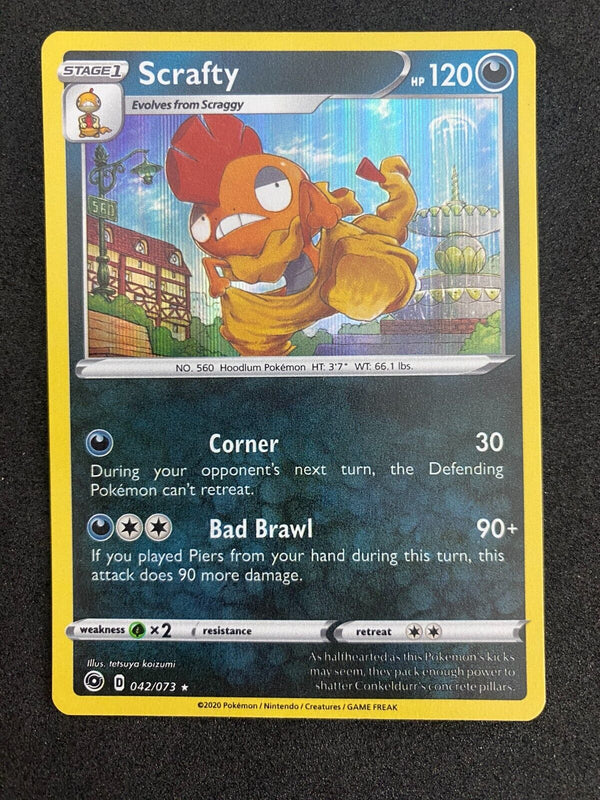 STAGE 1 Scrafty HP 120
Evolves from Scraggy
560
NO. 560 Hoodlum Pokémon HT: 3'7" WT: 66.1 lbs.
Corner 30
During your opponent's next turn, the Defending
Pokémon can't retreat.
Bad Brawl 90+
If you played Piers from your hand during this turn, this
attack does 90 more damage.
weakness ×2 resistance retreat
Illus. tetsuya koizumi
D 042/073 ★
As halfhearted as this Pokémon's kicks
may seem, they pack enough power to
shatter Conkeldurr's concrete pillars.
©2020 Pokémon / Nintendo / Creatures / GAME FREAK